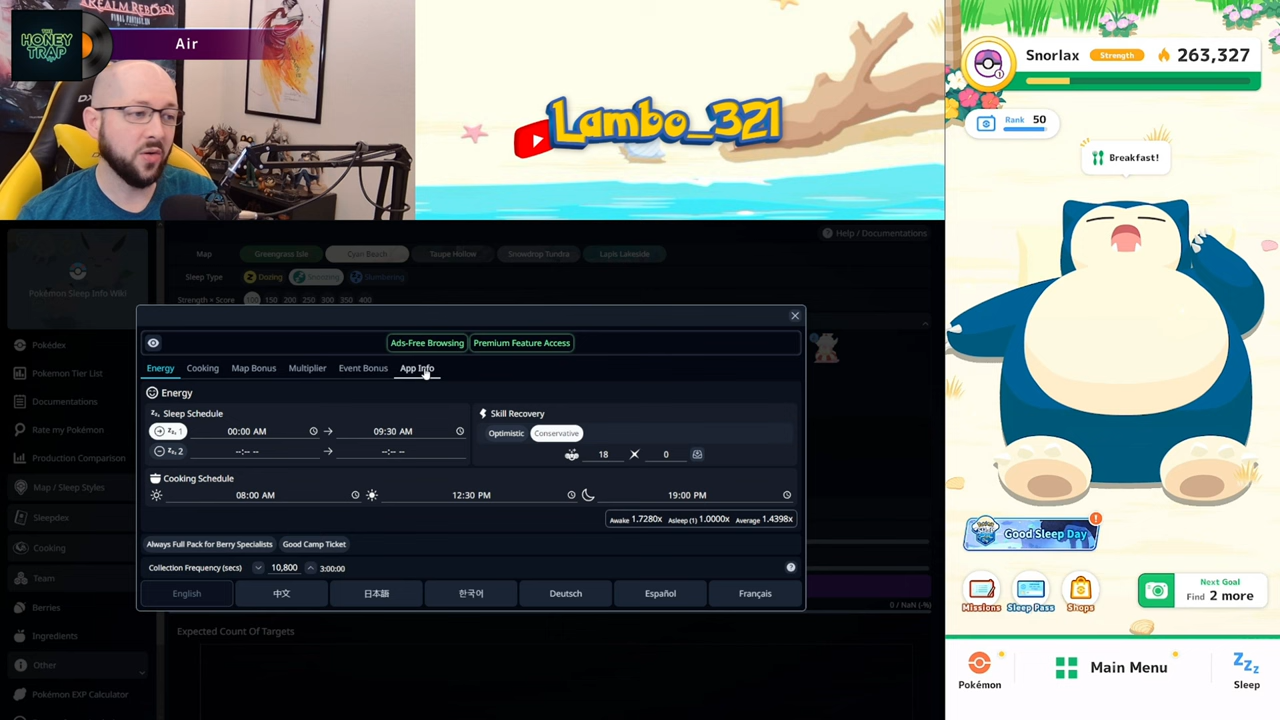 REALM REBORN
FINAL FANTASY XIV
THE
HONEY
TRAP
Air
Lambo_321
Snorlax
Strength
263,327
Rank 50
Breakfast!
Good Sleep Day
Missions
Sleep Pass
Shops
Next Goal
Find 2 more
Pokémon
Main Menu
Sleep
Pokémon Sleep Info Wiki
Pokédex
Pokémon Tier List
Documentations
Rate my Pokémon
Production Comparison
Map / Sleep Styles
Sleepdex
Cooking
Team
Berries
Ingredients
Other
Pokémon EXP Calculator
Map
Greengrass Isle
Cyan Beach
Taupe Hollow
Snowdrop Tundra
Lapis Lakeside
Help / Documentations
Sleep Type
Dozing
Snoozing
Slumbering
Strength × Score
100 150 200 250 300 350 400
Ads-Free Browsing
Premium Feature Access
Energy
Cooking
Map Bonus
Multiplier
Event Bonus
App Info
Energy
Sleep Schedule
1
00:00 AM
09:30 AM
2
--:-- --
--:-- --
Skill Recovery
Optimistic
Conservative
18
0
Cooking Schedule
08:00 AM
12:30 PM
19:00 PM
Awake 1.7280x
Asleep (1) 1.0000x
Average 1.4398x
Always Full Pack for Berry Specialists
Good Camp Ticket
Collection Frequency (secs)
10,800
3:00:00
English
中文
日本語
한국어
Deutsch
Español
Français
0 / NaN (-%)
Expected Count Of Targets